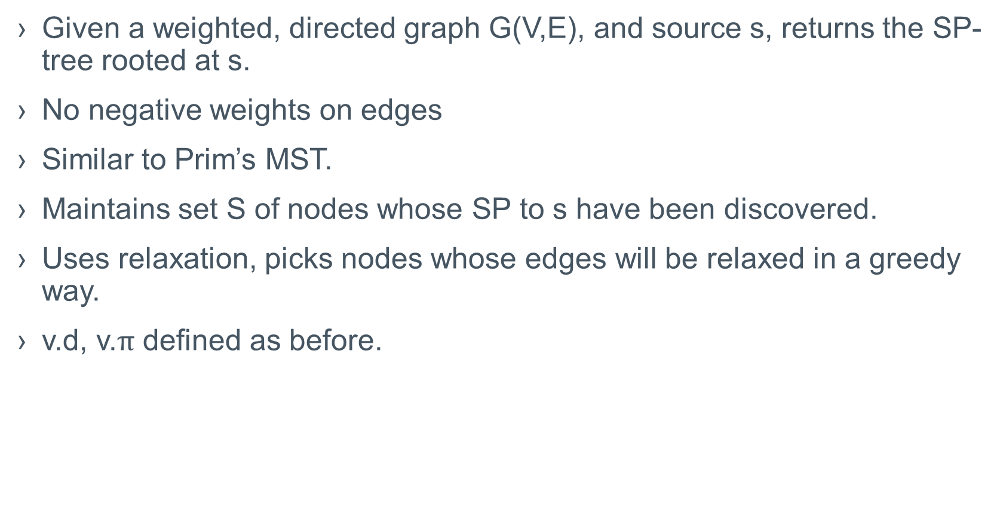 › Given a weighted, directed graph G(V,E), and source s, returns the SP-
tree rooted at s.
› No negative weights on edges
› Similar to Prim’s MST.
› Maintains set S of nodes whose SP to s have been discovered.
› Uses relaxation, picks nodes whose edges will be relaxed in a greedy
way.
› v.d, v.π defined as before.